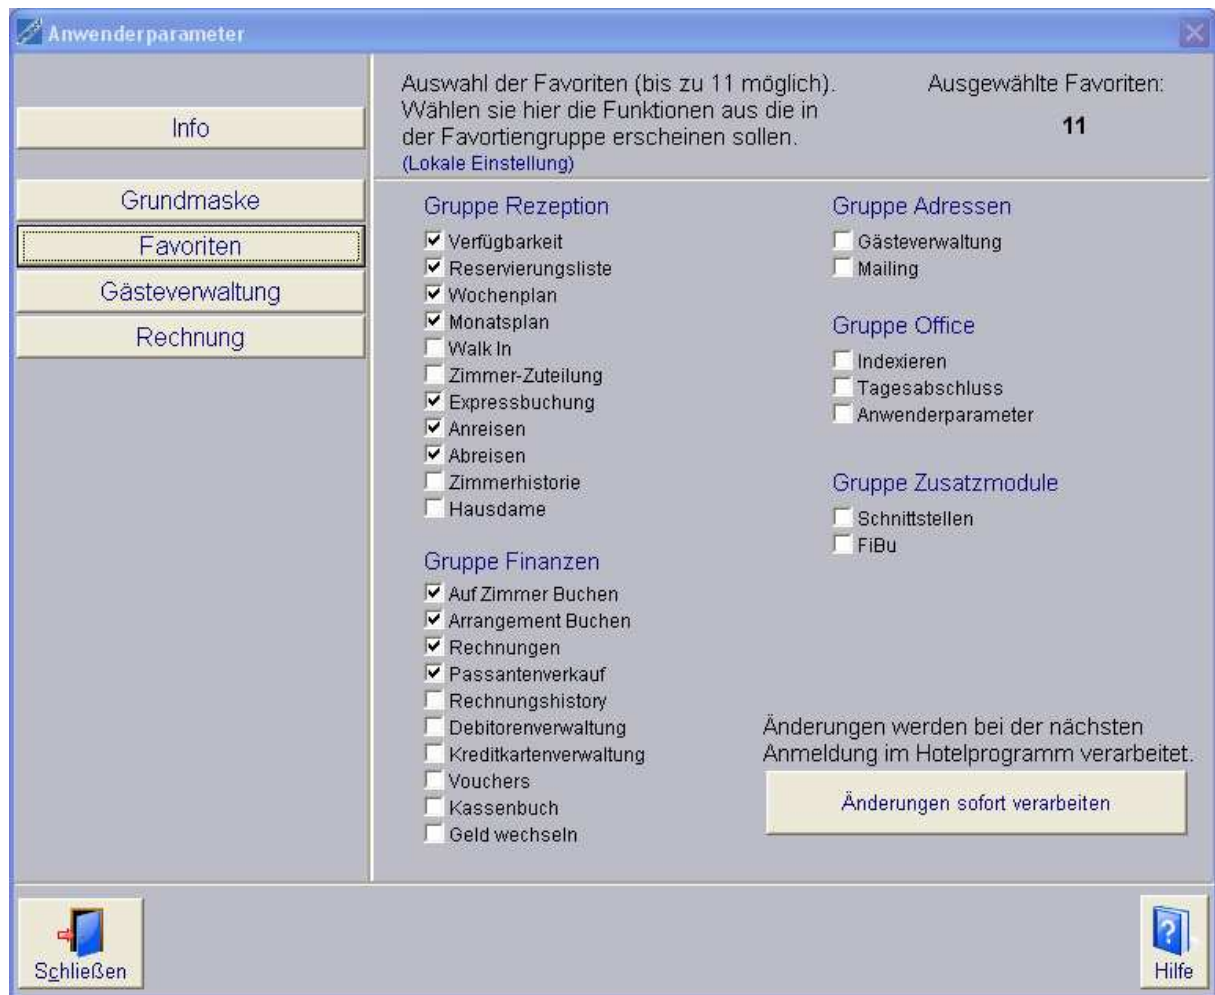 Anwenderparameter
Info
Grundmaske
Favoriten
Gästeverwaltung
Rechnung
Auswahl der Favoriten (bis zu 11 möglich).
Wählen sie hier die Funktionen aus die in
der Favortiengruppe erscheinen sollen.
(Lokale Einstellung)
Ausgewählte Favoriten:
11
Gruppe Rezeption
Verfügbarkeit
Reservierungsliste
Wochenplan
Monatsplan
Walk In
Zimmer-Zuteilung
Expressbuchung
Anreisen
Abreisen
Zimmerhistorie
Hausdame
Gruppe Finanzen
Auf Zimmer Buchen
Arrangement Buchen
Rechnungen
Passantenverkauf
Rechnungshistory
Debitorenverwaltung
Kreditkartenverwaltung
Vouchers
Kassenbuch
Geld wechseln
Gruppe Adressen
Gästeverwaltung
Mailing
Gruppe Office
Indexieren
Tagesabschluss
Anwenderparameter
Gruppe Zusatzmodule
Schnittstellen
FiBu
Änderungen werden bei der nächsten
Anmeldung im Hotelprogramm verarbeitet.
Änderungen sofort verarbeiten
Schließen
Hilfe